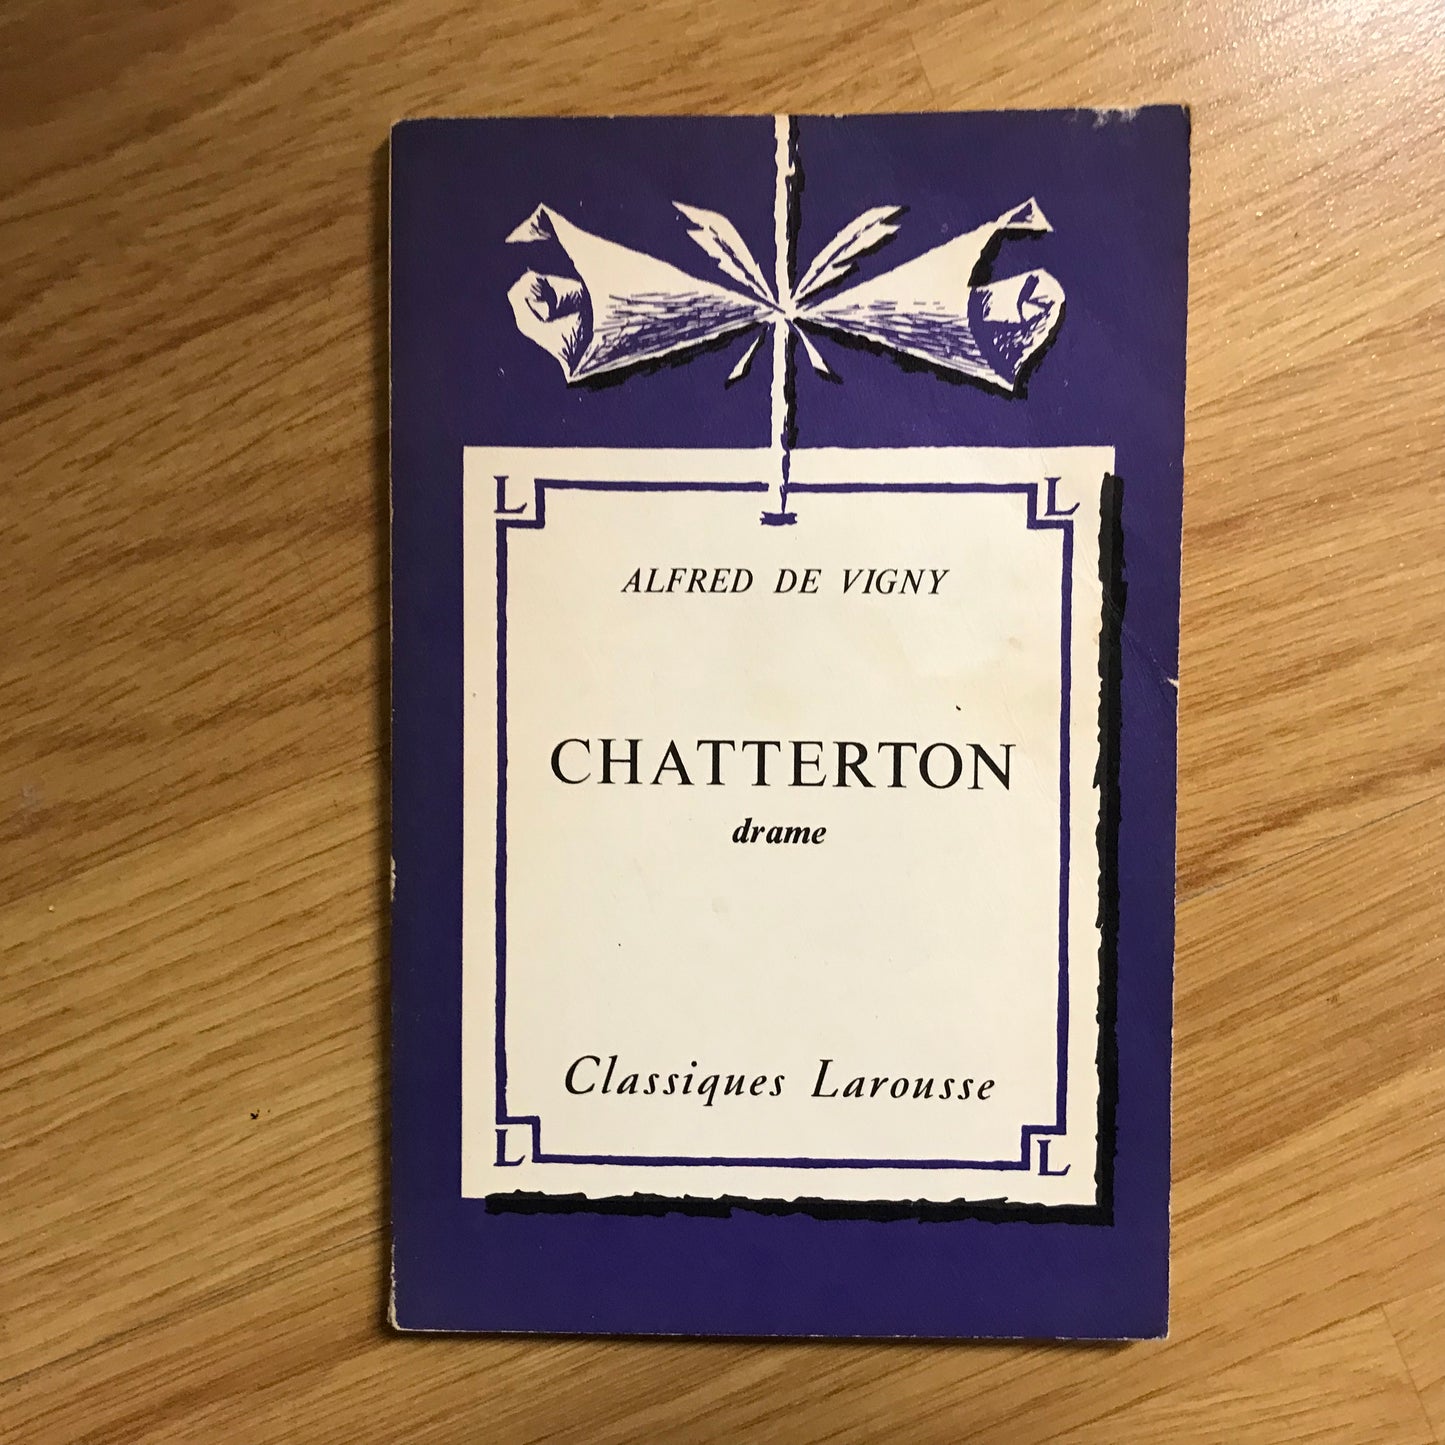 L L
ALFRED DE VIGNY
CHATTERTON
drame
Classiques Larousse
L L